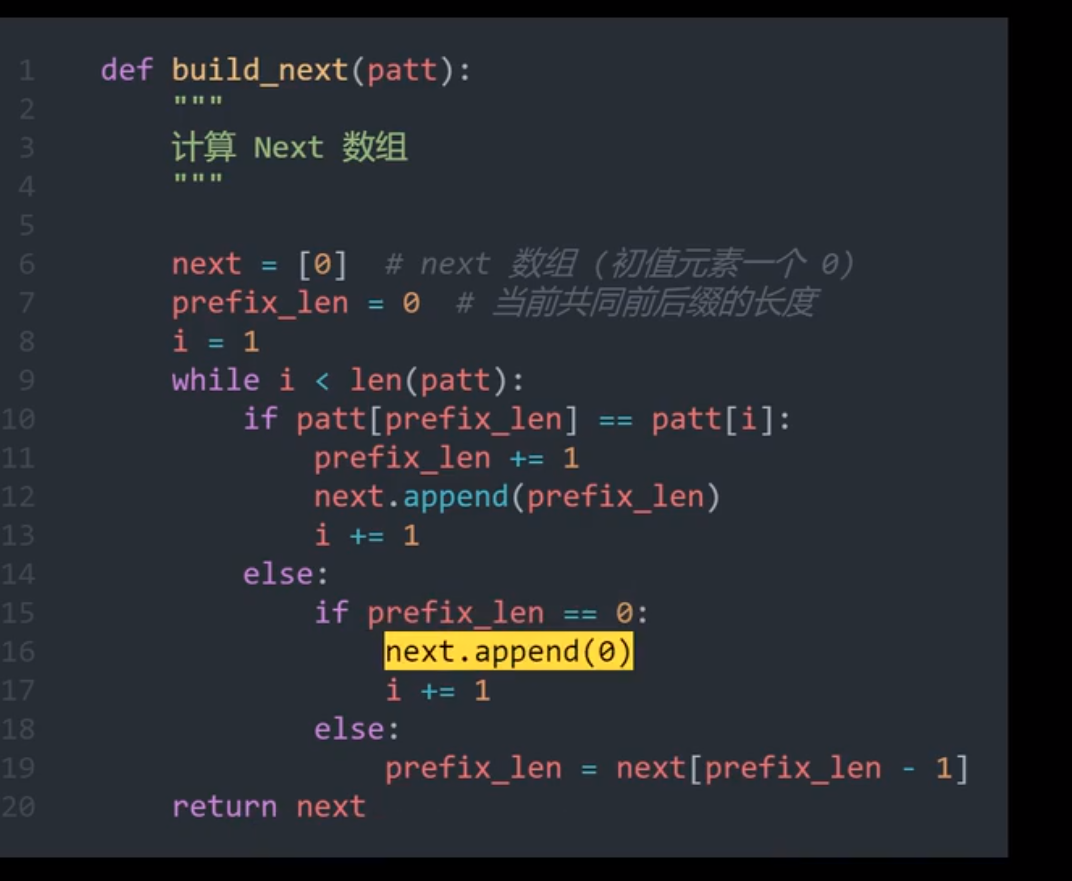 1 def build_next(patt):
2 """
3 计算 Next 数组
4 """
5
6 next = [0] # next 数组 (初值元素一个 0)
7 prefix_len = 0 # 当前共同前后缀的长度
8 i = 1
9 while i < len(patt):
10 if patt[prefix_len] == patt[i]:
11 prefix_len += 1
12 next.append(prefix_len)
13 i += 1
14 else:
15 if prefix_len == 0:
16 next.append(0)
17 i += 1
18 else:
19 prefix_len = next[prefix_len - 1]
20 return next